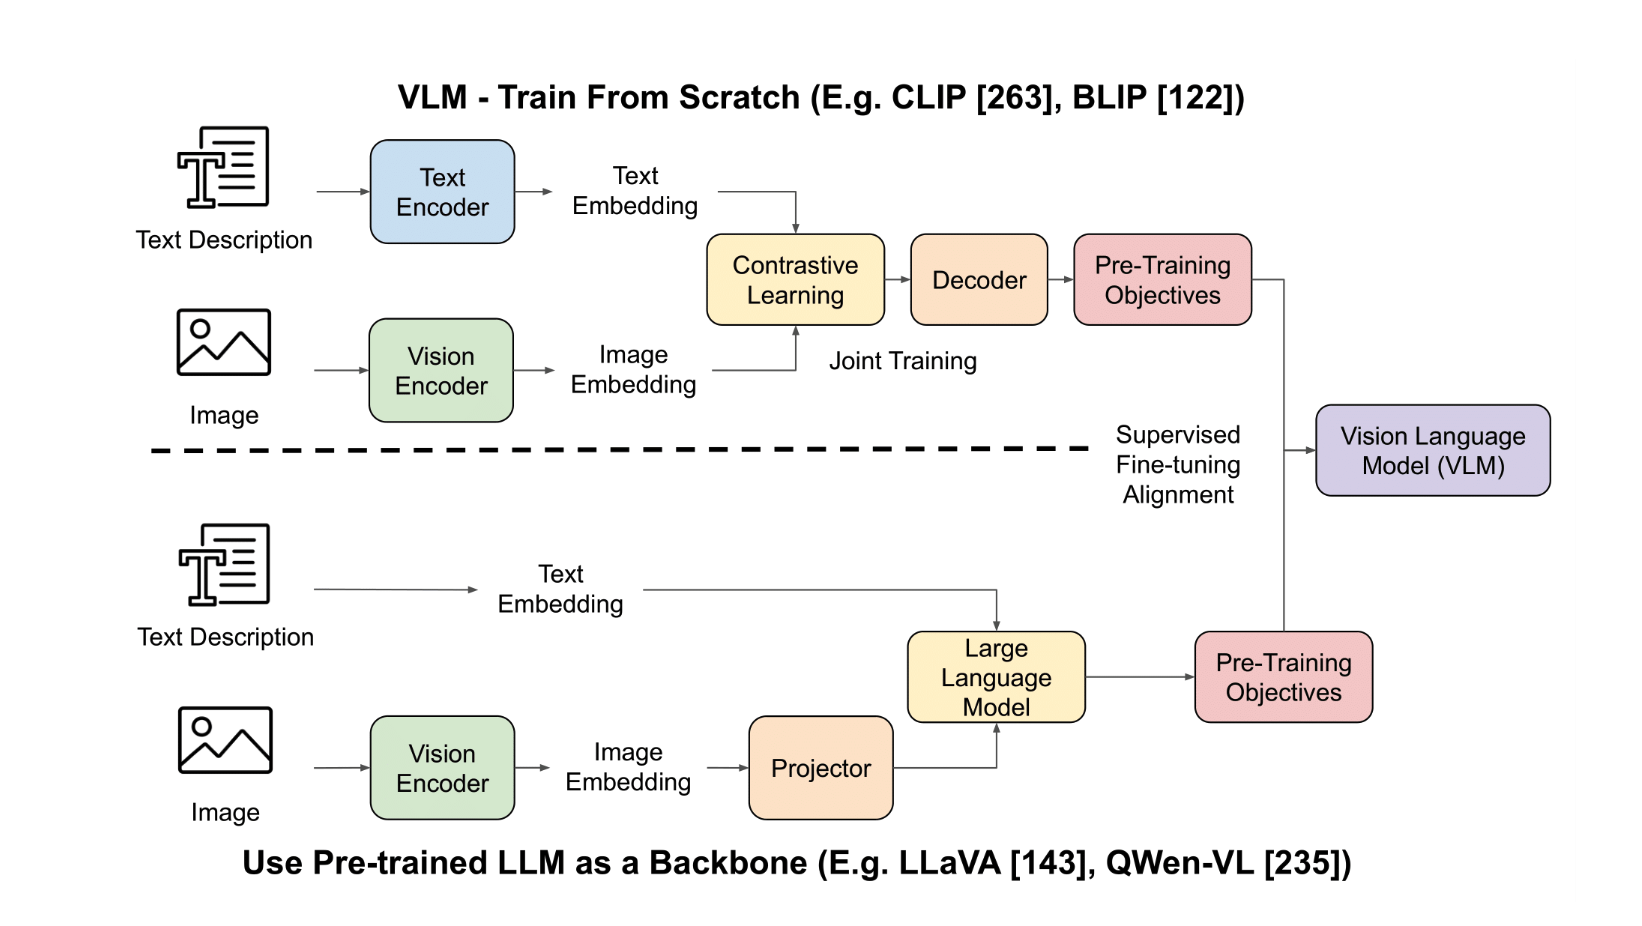 VLM - Train From Scratch (E.g. CLIP [263], BLIP [122])
Text Description
Text
Encoder
Text
Embedding
Contrastive
Learning
Decoder
Pre-Training
Objectives
Image
Vision
Encoder
Image
Embedding
Joint Training
Supervised
Fine-tuning
Alignment
Vision Language
Model (VLM)
Text Description
Text
Embedding
Large
Language
Model
Pre-Training
Objectives
Image
Vision
Encoder
Image
Embedding
Projector
Use Pre-trained LLM as a Backbone (E.g. LLaVA [143], QWen-VL [235])